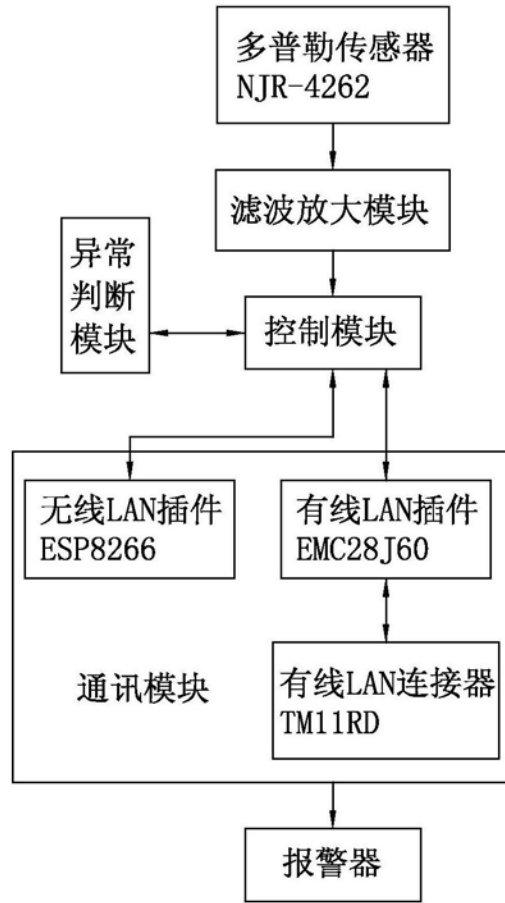 多普勒传感器
NJR-4262
滤波放大模块
异常
判断
模块
控制模块
无线LAN插件
ESP8266
有线LAN插件
EMC28J60
通讯模块
有线LAN连接器
TM11RD
报警器